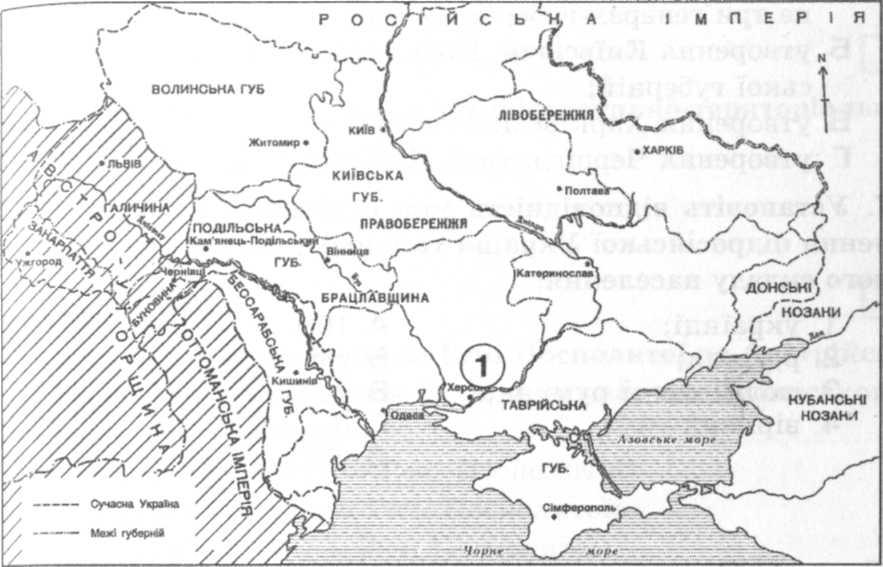 РОСІЙСЬКА ІМПЕРІЯ
N
ВОЛИНСЬКА ГУБ
Житомир
КИЇВ
ЛІВОБЕРЕЖЖЯ
ХАРКІВ
ЛЬВІВ
КИЇВСЬКА
ГУБ.
Полтава
АВСТРО
ГАЛИЧИНА
ПРАВОБЕРЕЖЖЯ
ПОДІЛЬСЬКА
Кам'янець-Подільський
ГУБ.
Вінниця
ЗАКАРПАТТЯ
Ужгород
Чернівці
Катеринослав
БУКОВИНА
БРАЦЛАВЩИНА
ДОНСЬКІ
КОЗАКИ
БЕССАРАБСЬКА
ГУБ.
ОТТОМАНСЬКА ІМПЕРІЯ
ОРЩИНА
Кишинів
1
Херсон
Одеса
ТАВРІЙСЬКА
ГУБ.
КУБАНСЬКІ
КОЗАКИ
Азовське море
Сімферополь
Чорне море
Сучасна Україна
Межі губерній